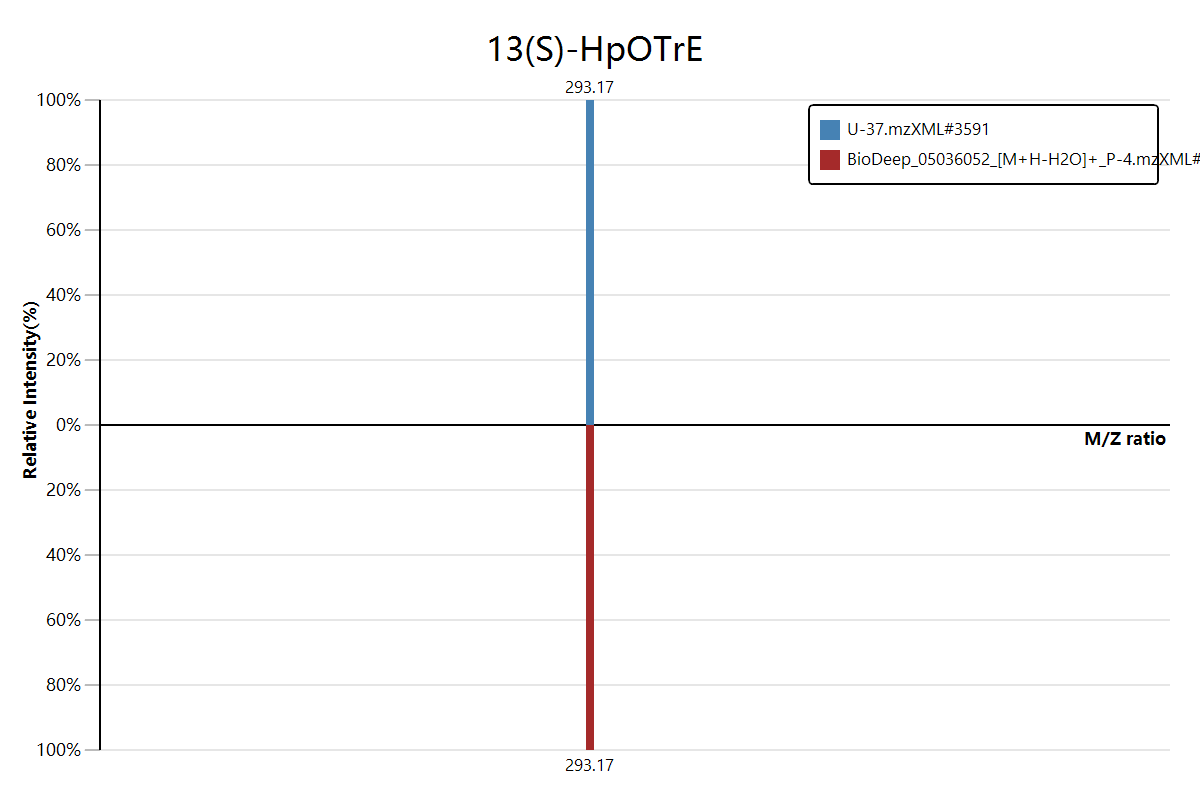 13(S)-HpOTrE
293.17
100%
U-37.mzXML#3591
BioDeep_05036052_[M+H-H2O]+_P-4.mzXML#
80%
60%
40%
20%
0%
M/Z ratio
Relative Intensity(%)
20%
40%
60%
80%
100%
293.17